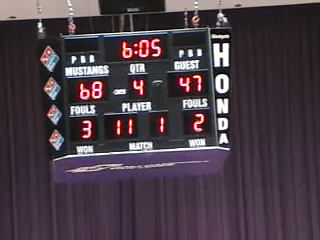 6:05
P B B P B B
MUSTANGS QTR GUEST
68 4 47
FOULS PLAYER FOULS
3 11 1 2
WON MATCH WON
HONDA